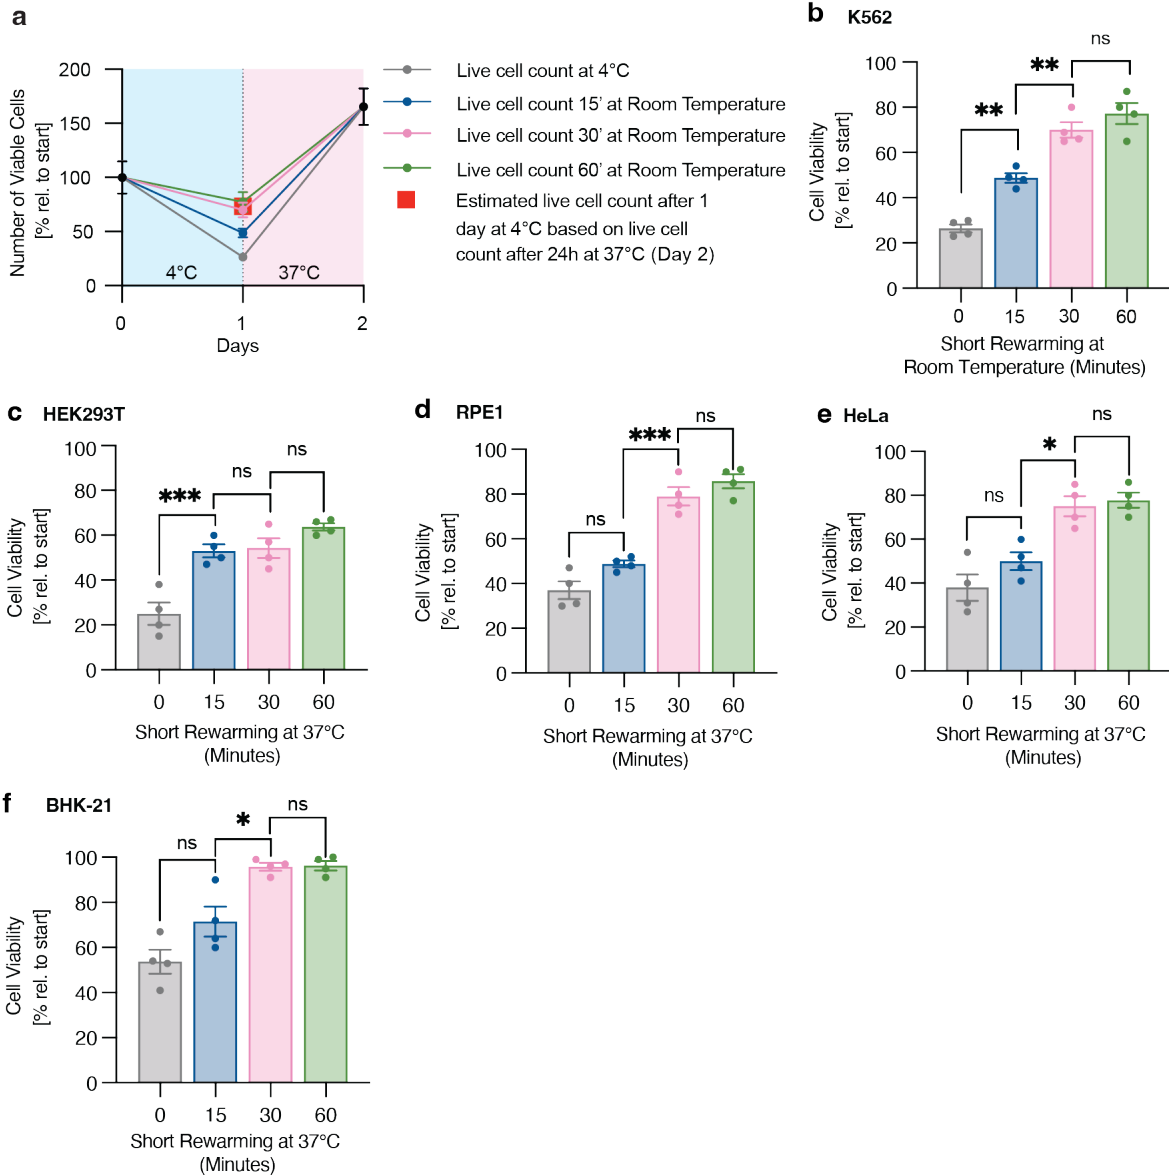 a
200
150
100
50
0
Number of Viable Cells
[% rel. to start]
4°C
37°C
0
1
2
Days
Live cell count at 4°C
Live cell count 15' at Room Temperature
Live cell count 30' at Room Temperature
Live cell count 60' at Room Temperature
Estimated live cell count after 1
day at 4°C based on live cell
count after 24h at 37°C (Day 2)
b
K562
ns
**
**
100
80
60
40
20
0
Cell Viability
[% rel. to start]
0
15
30
60
Short Rewarming at
Room Temperature (Minutes)
c
HEK293T
***
ns
ns
100
80
60
40
20
0
Cell Viability
[% rel. to start]
0
15
30
60
Short Rewarming at 37°C
(Minutes)
d
RPE1
ns
***
ns
100
80
60
40
20
0
Cell Viability
[% rel. to start]
0
15
30
60
Short Rewarming at 37°C
(Minutes)
e
HeLa
ns
*
ns
100
80
60
40
20
0
Cell Viability
[% rel. to start]
0
15
30
60
Short Rewarming at 37°C
(Minutes)
f
BHK-21
ns
*
ns
100
80
60
40
20
0
Cell Viability
[% rel. to start]
0
15
30
60
Short Rewarming at 37°C
(Minutes)